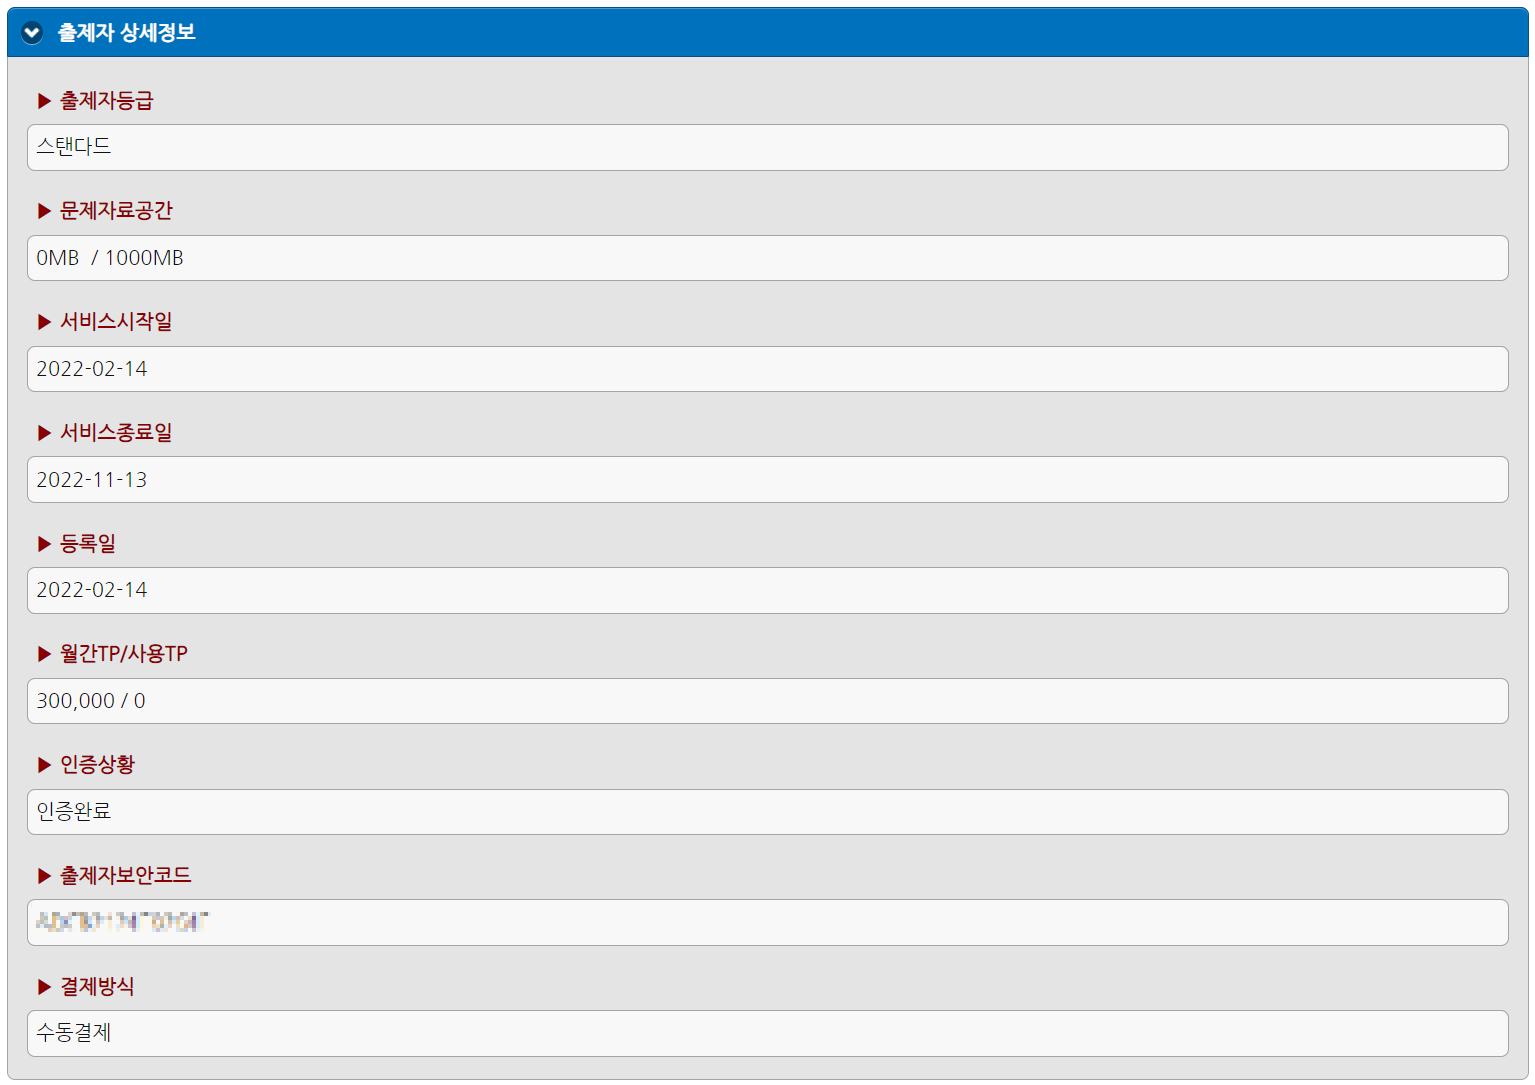 출제자 상세정보
▶ 출제자등급
스탠다드
▶ 문제자료공간
0MB / 1000MB
▶ 서비스시작일
2022-02-14
▶ 서비스종료일
2022-11-13
▶ 등록일
2022-02-14
▶ 월간TP/사용TP
300,000 / 0
▶ 인증상황
인증완료
▶ 출제자보안코드
▶ 결제방식
수동결제